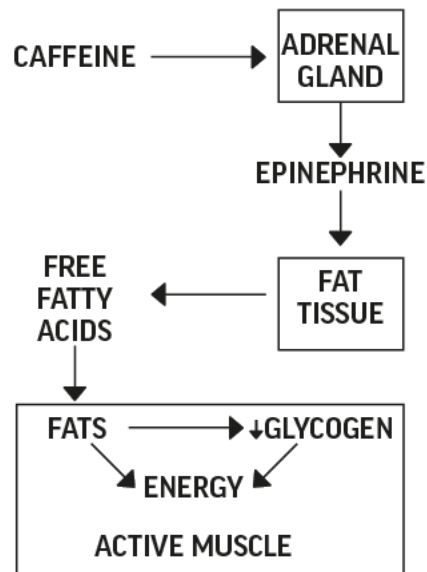 CAFFEINE
ADRENAL
GLAND
EPINEPHRINE
FAT
TISSUE
FREE
FATTY
ACIDS
FATS
↓GLYCOGEN
ENERGY
ACTIVE MUSCLE